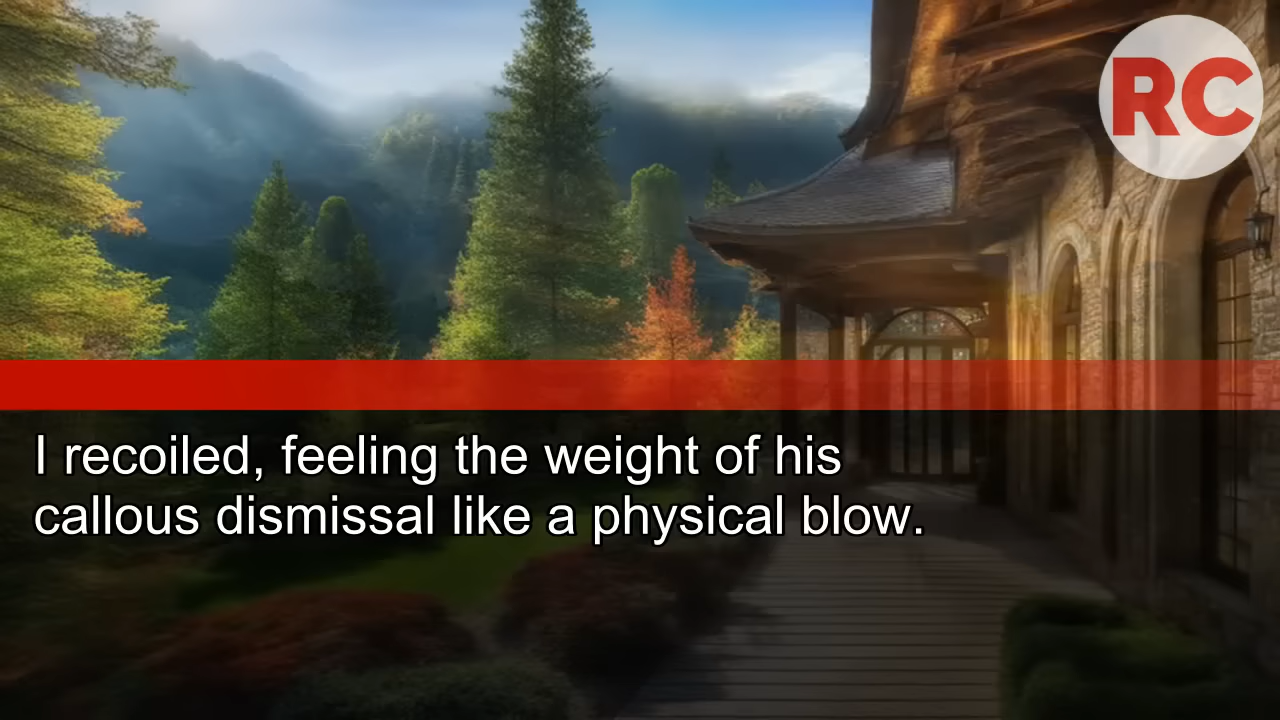 RC
I recoiled, feeling the weight of his
callous dismissal like a physical blow.